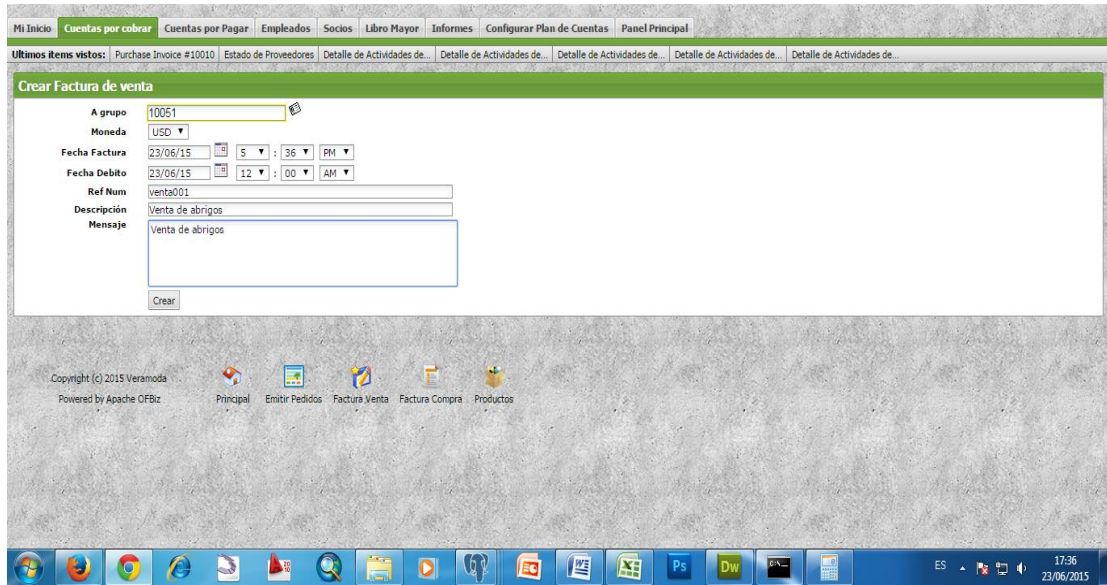 Mi Inicio Cuentas por cobrar Cuentas por Pagar Empleados Socios Libro Mayor Informes Configurar Plan de Cuentas Panel Principal
Ultimos items vistos: Purchase Invoice #10010 Estado de Proveedores Detalle de Actividades de... Detalle de Actividades de... Detalle de Actividades de... Detalle de Actividades de... Detalle de Actividades de...
Crear Factura de venta
A grupo 10051
Moneda USD
Fecha Factura 23/06/15 5 : 36 PM
Fecha Debito 23/06/15 12 : 00 AM
Ref Num venta001
Descripción Venta de abrigos
Mensaje Venta de abrigos
Crear
Copyright (c) 2015 Veramoda
Powered by Apache OFBiz
Principal Emitir Pedidos Factura Venta Factura Compra Productos
Ps Dw
ES 17:36
23/06/2015